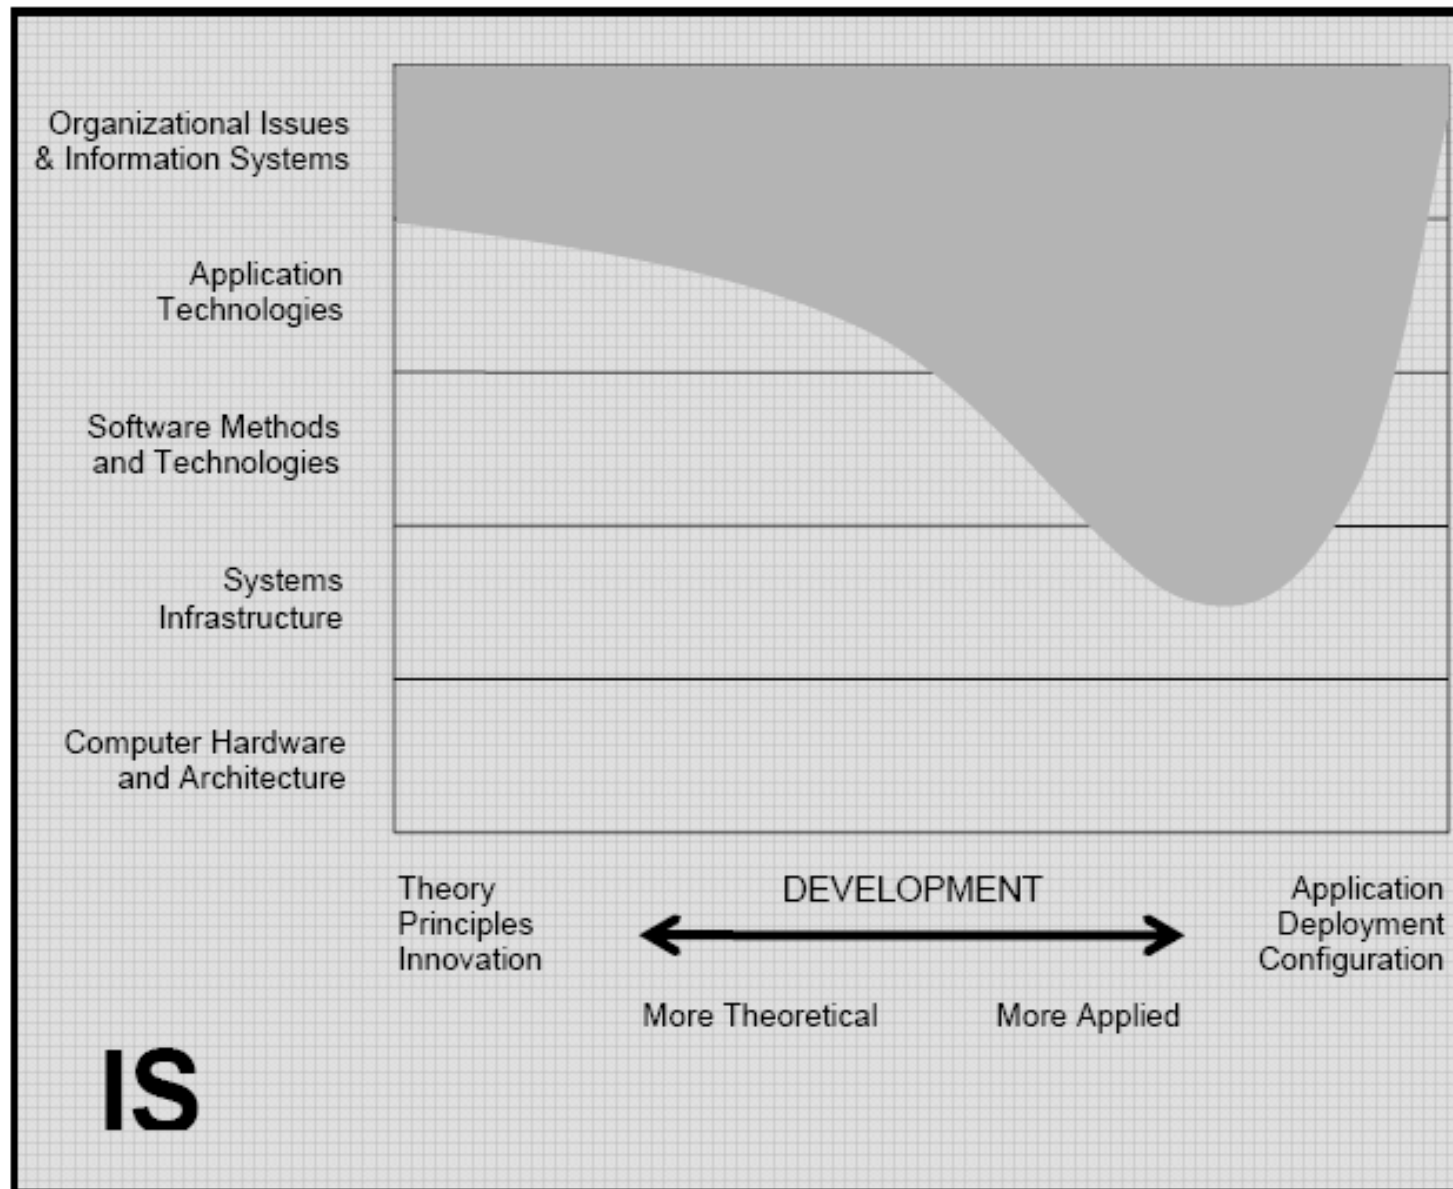 Organizational Issues
& Information Systems
Application
Technologies
Software Methods
and Technologies
Systems
Infrastructure
Computer Hardware
and Architecture
Theory
Principles
Innovation
DEVELOPMENT
Application
Deployment
Configuration
More Theoretical
More Applied
IS